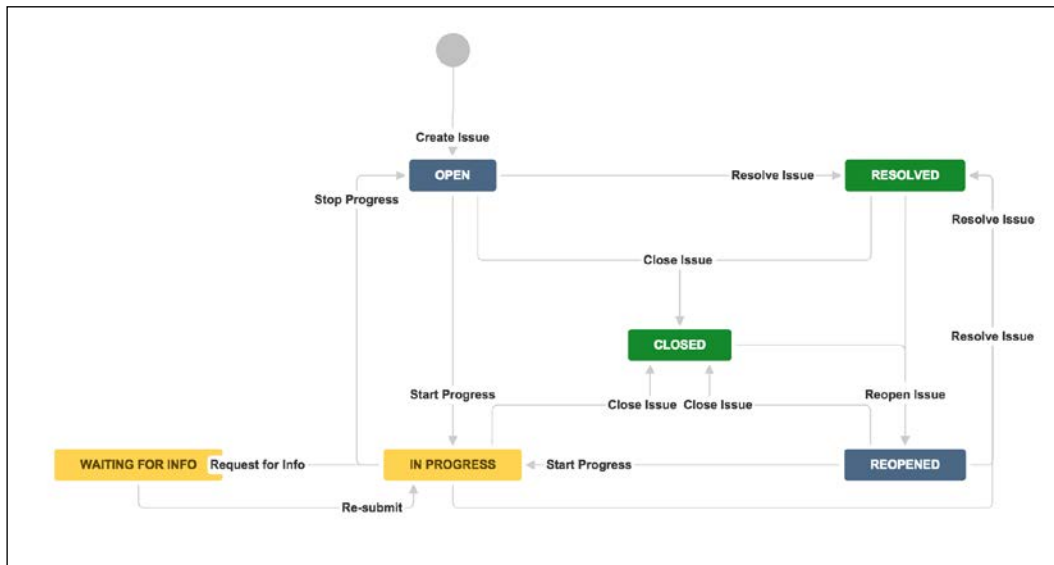 Create Issue
OPEN
Resolve Issue
RESOLVED
Stop Progress
Resolve Issue
Close Issue
CLOSED
Resolve Issue
Start Progress
Reopen Issue
Close Issue
Close Issue
WAITING FOR INFO
Request for Info
IN PROGRESS
Start Progress
REOPENED
Re-submit